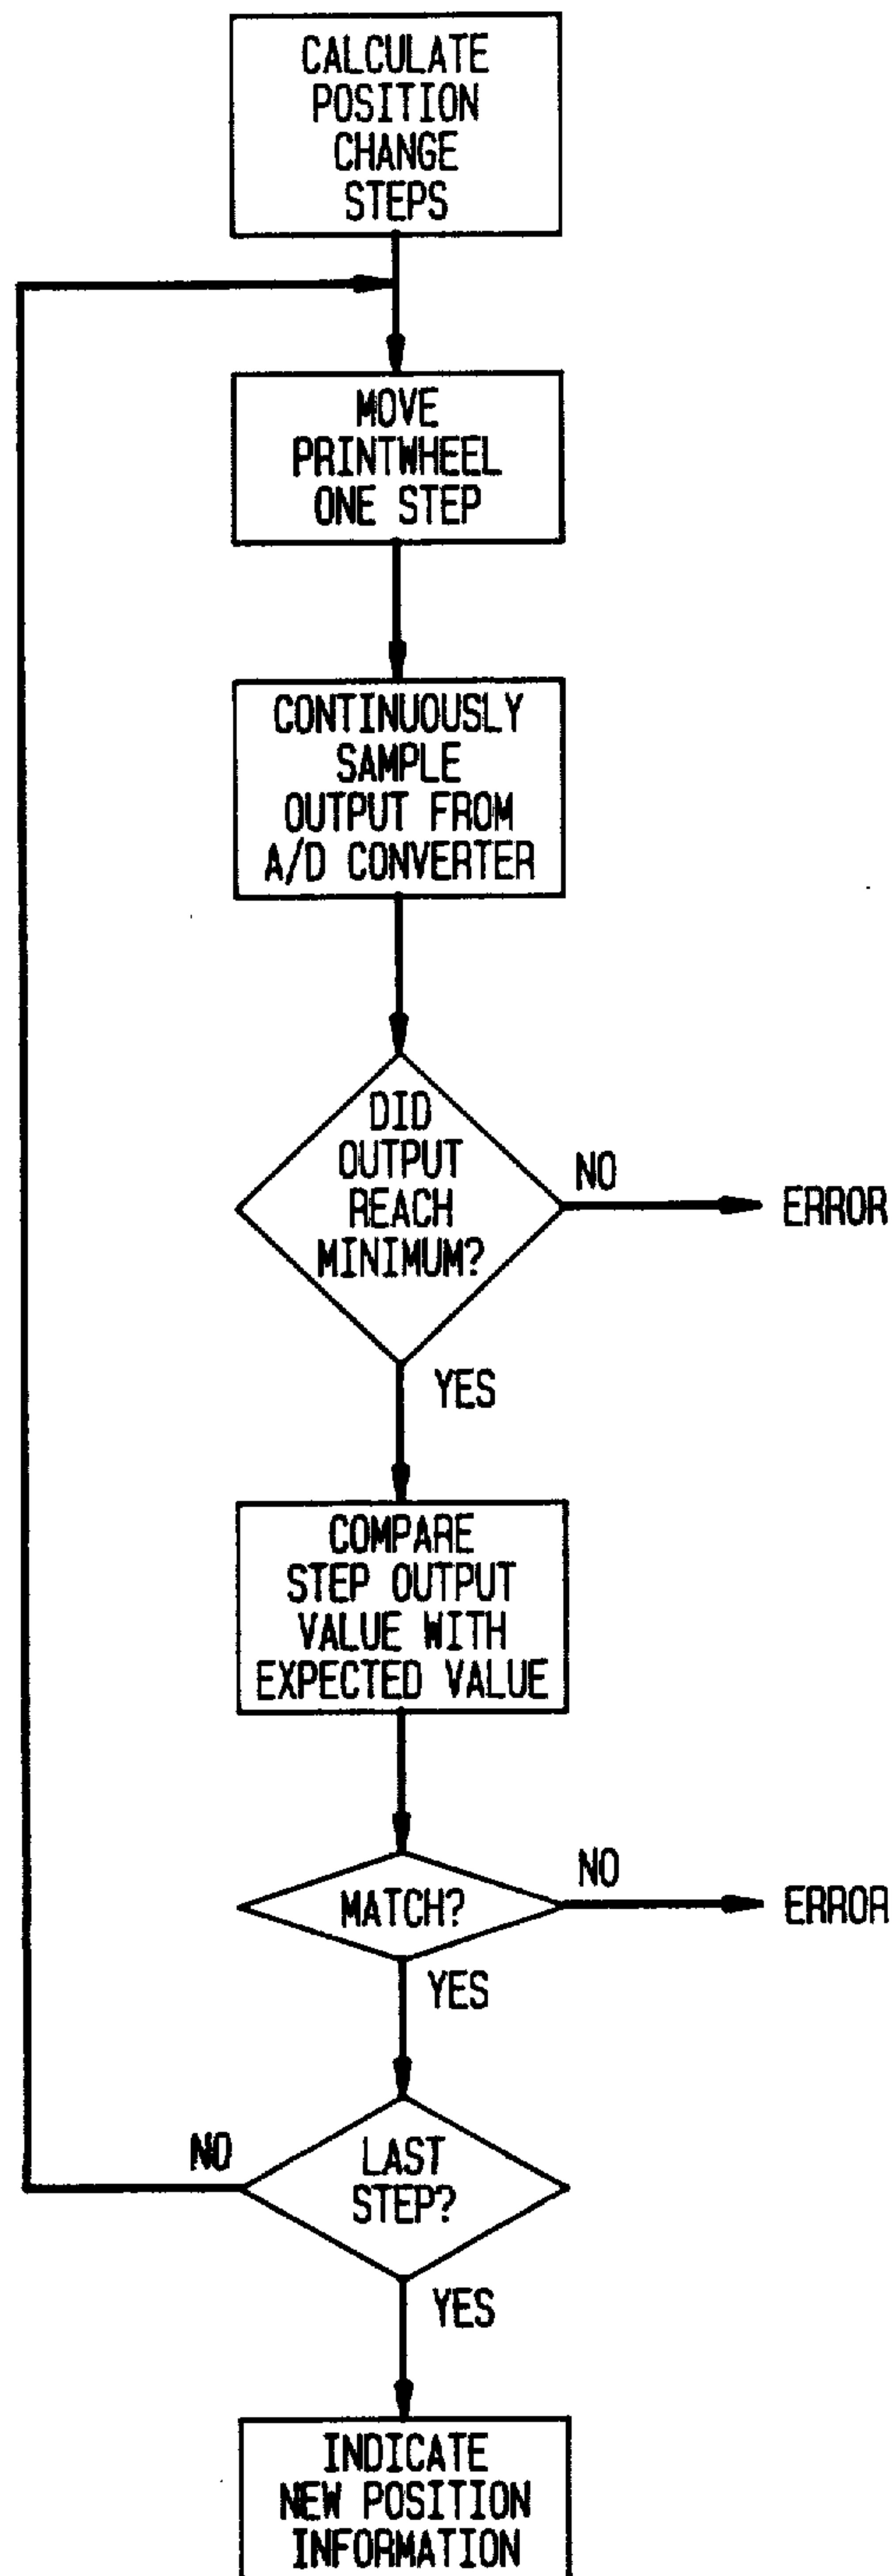 CALCULATE
POSITION
CHANGE
STEPS
MOVE
PRINTWHEEL
ONE STEP
CONTINUOUSLY
SAMPLE
OUTPUT FROM
A/D CONVERTER
DID
OUTPUT
REACH
MINIMUM?
NO
ERROR
YES
COMPARE
STEP OUTPUT
VALUE WITH
EXPECTED VALUE
MATCH?
NO
ERROR
YES
LAST
STEP?
NO
YES
INDICATE
NEW POSITION
INFORMATION